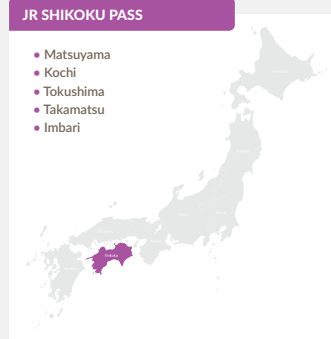 JR SHIKOKU PASS
Matsuyama
Kochi
Tokushima
Takamatsu
Imbari
Shikoku